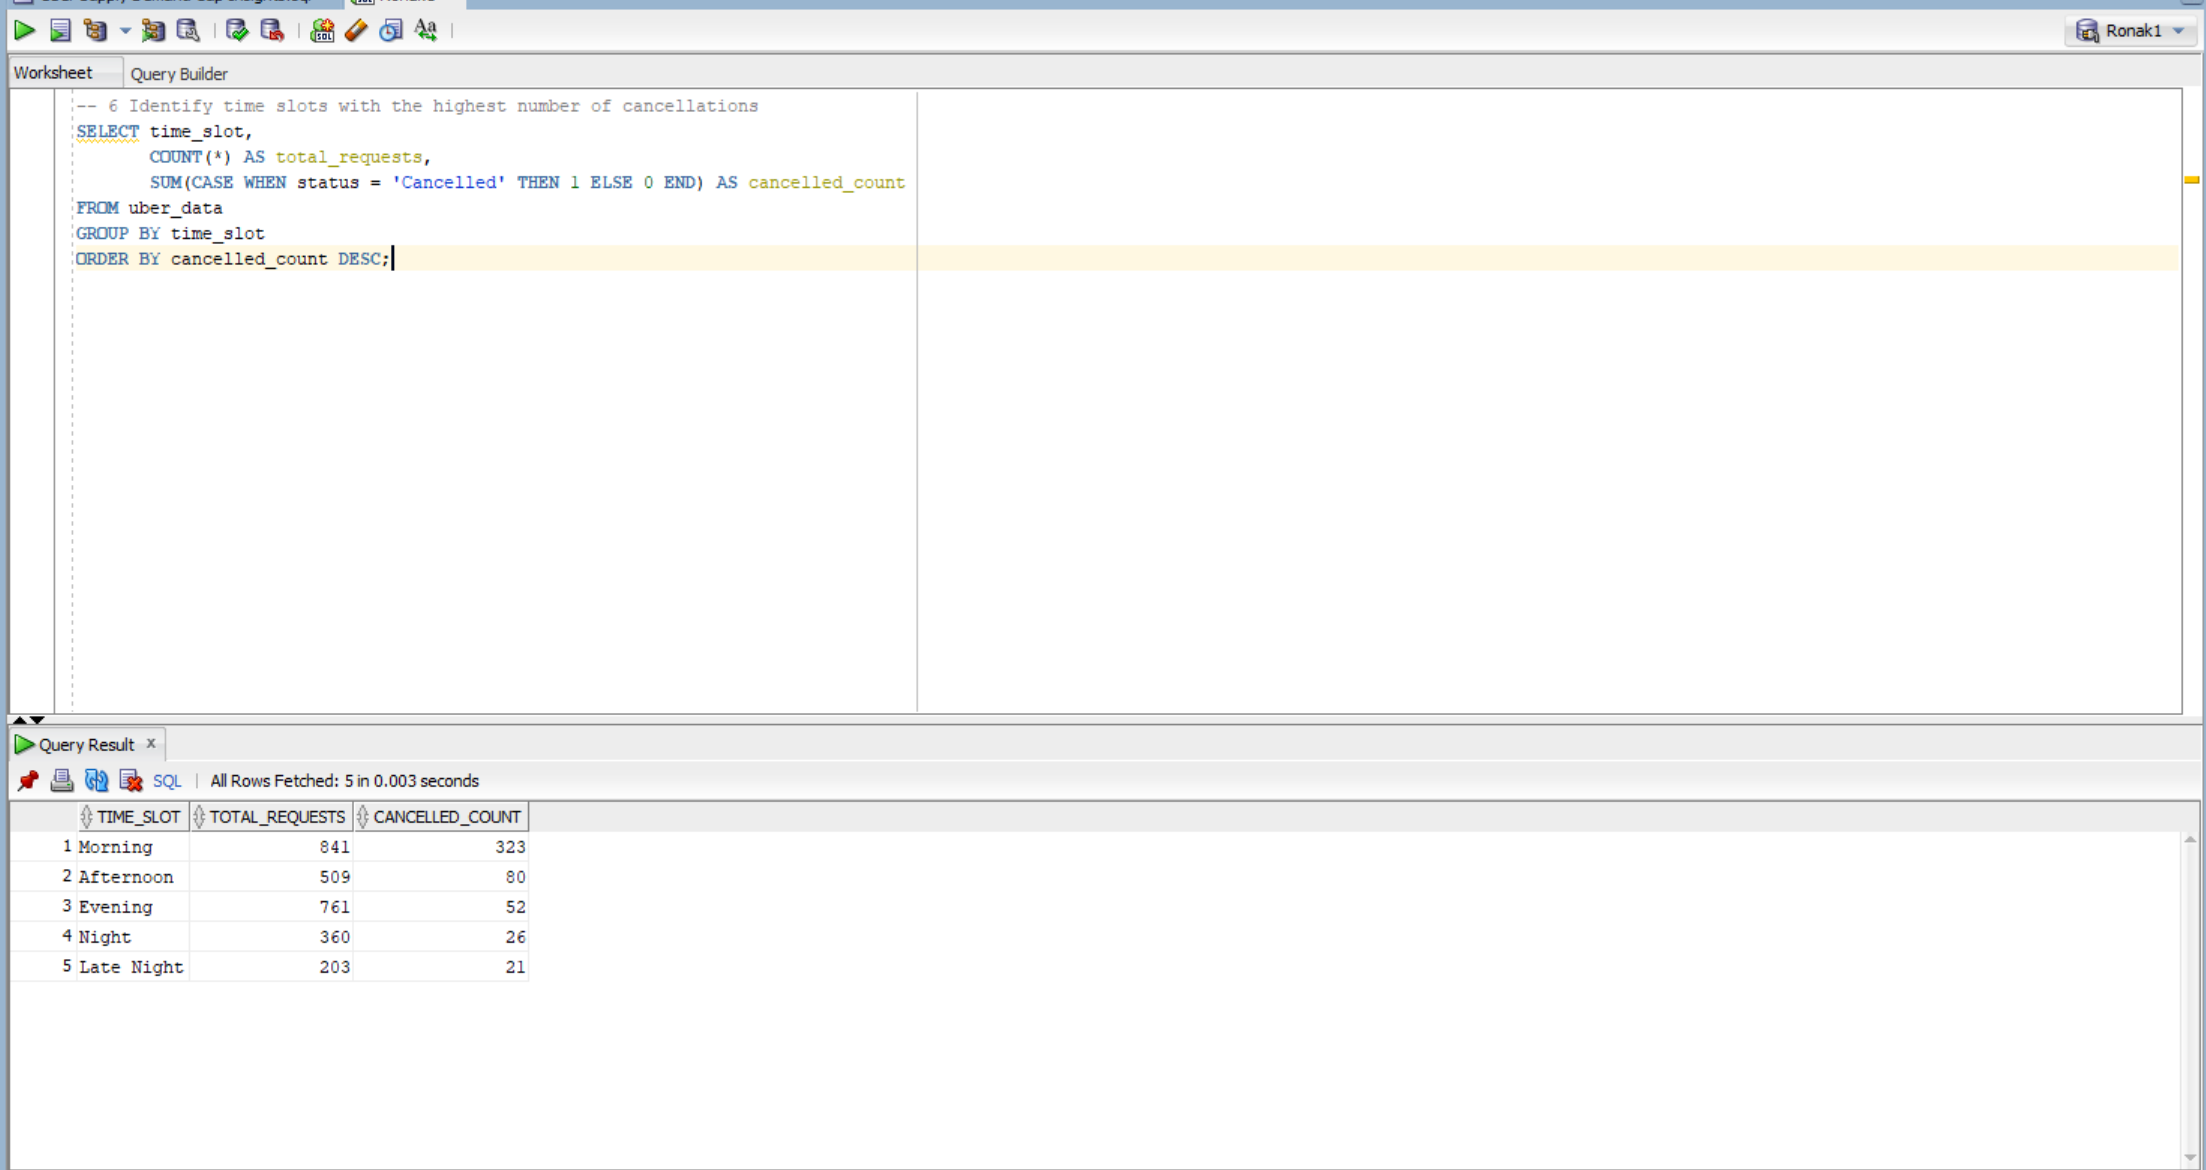 Ronak1
Worksheet
Query Builder
-- 6 Identify time slots with the highest number of cancellations
SELECT time_slot,
COUNT(*) AS total_requests,
SUM(CASE WHEN status = 'Cancelled' THEN 1 ELSE 0 END) AS cancelled_count
FROM uber_data
GROUP BY time_slot
ORDER BY cancelled_count DESC;
Query Result x
SQL | All Rows Fetched: 5 in 0.003 seconds
TIME_SLOT TOTAL_REQUESTS CANCELLED_COUNT
1 Morning 841 323
2 Afternoon 509 80
3 Evening 761 52
4 Night 360 26
5 Late Night 203 21